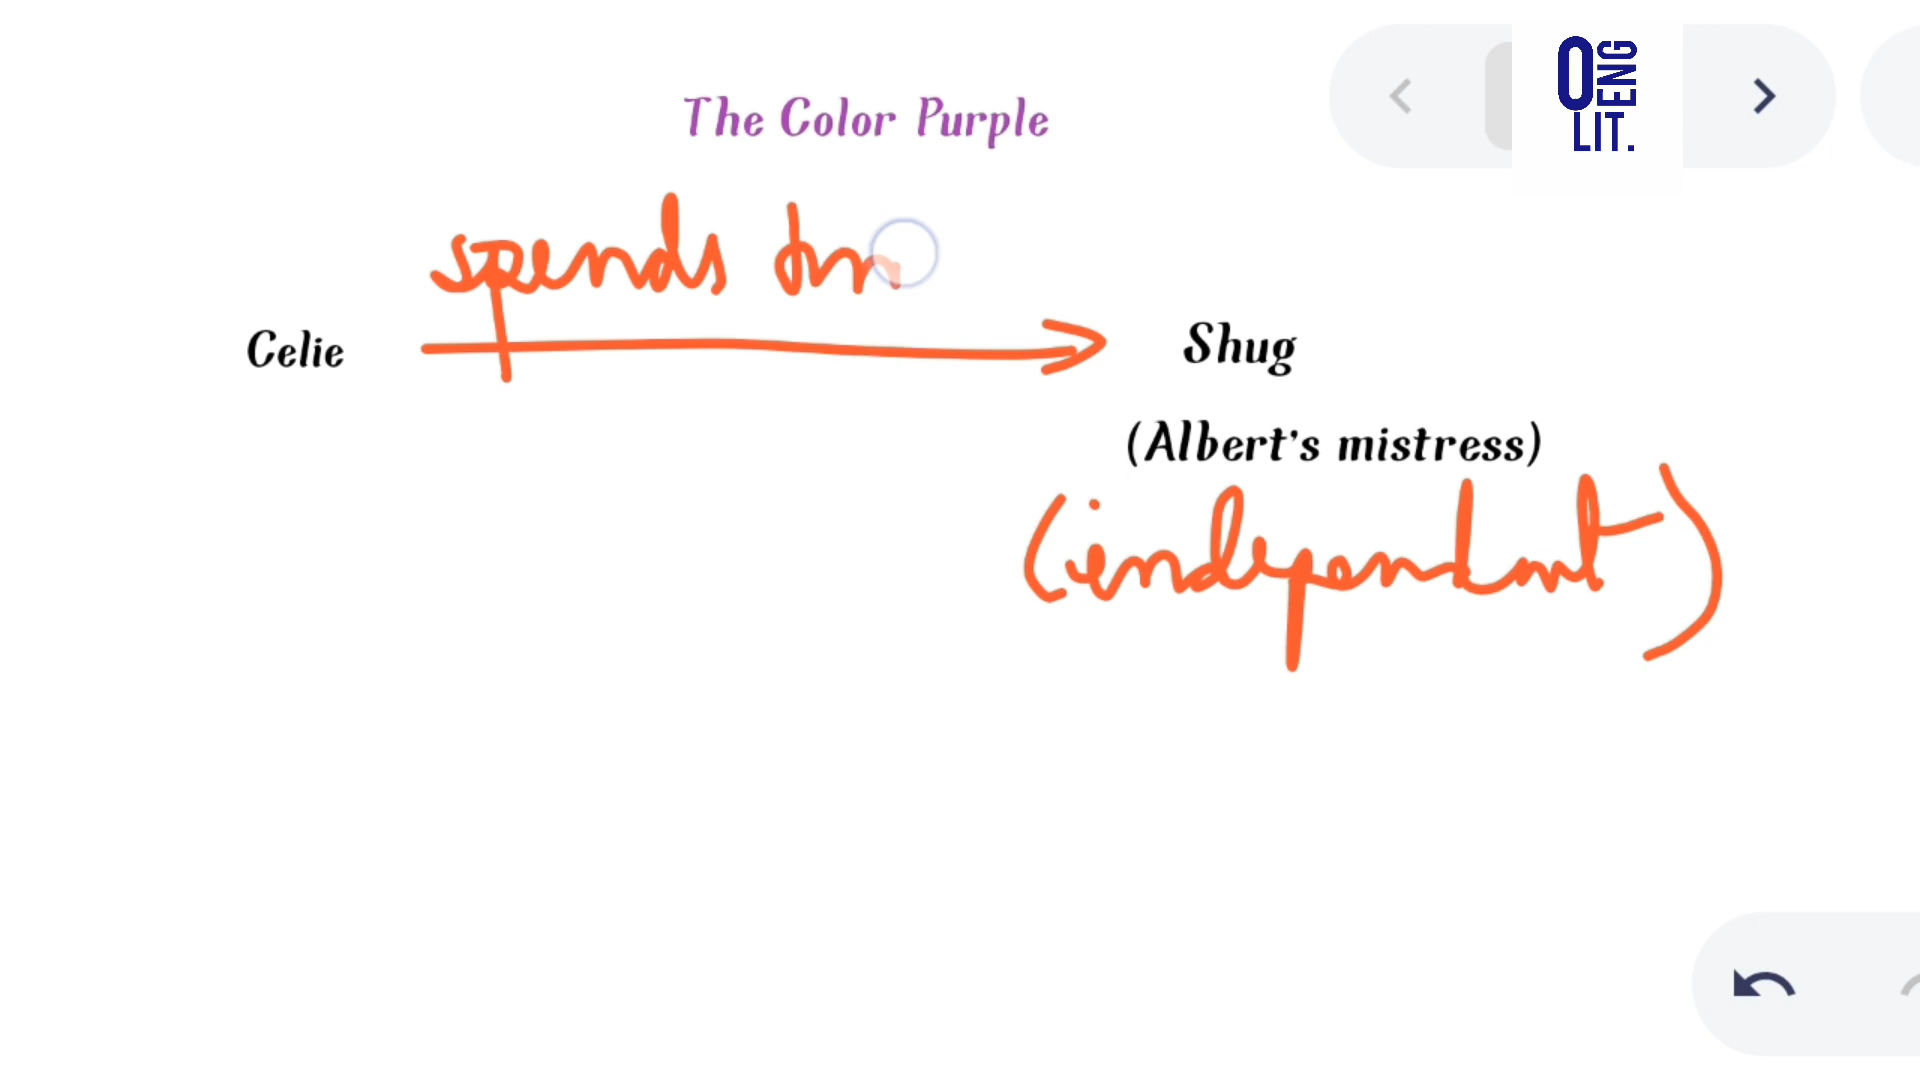 The Color Purple
O ENG
LIT.
spends
Celie
Shug
(Albert's mistress)
(independent)